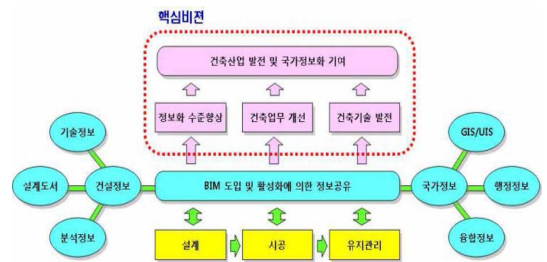 핵심비젼
건축산업 발전 및 국가정보화 기여
정보화 수준향상
건축업무 개선
건축기술 발전
기술정보
GIS/UIS
설계도서
건설정보
BIM 도입 및 활성화에 의한 정보공유
국가정보
행정정보
분석정보
융합정보
설계
시공
유지관리